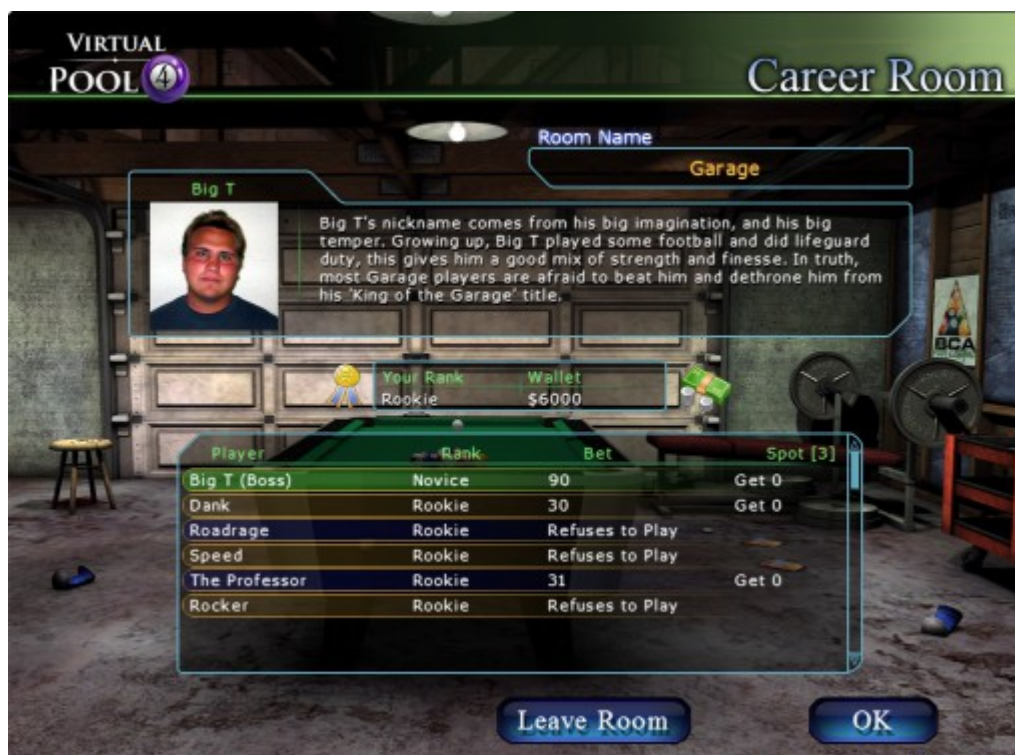 VIRTUAL
POOL 4
Career Room
Room Name
Garage
Big T
Big T's nickname comes from his big imagination, and his big
temper. Growing up, Big T played some football and did lifeguard
duty, this gives him a good mix of strength and finesse. In truth,
most Garage players are afraid to beat him and dethrone him from
his 'King of the Garage' title.
BCA
Your Rank Wallet
Rookie $6000
Player Rank Bet Spot [3]
Big T (Boss) Novice 90 Get 0
Dank Rookie 30 Get 0
Roadrage Rookie Refuses to Play
Speed Rookie Refuses to Play
The Professor Rookie 31 Get 0
Rocker Rookie Refuses to Play
Leave Room OK